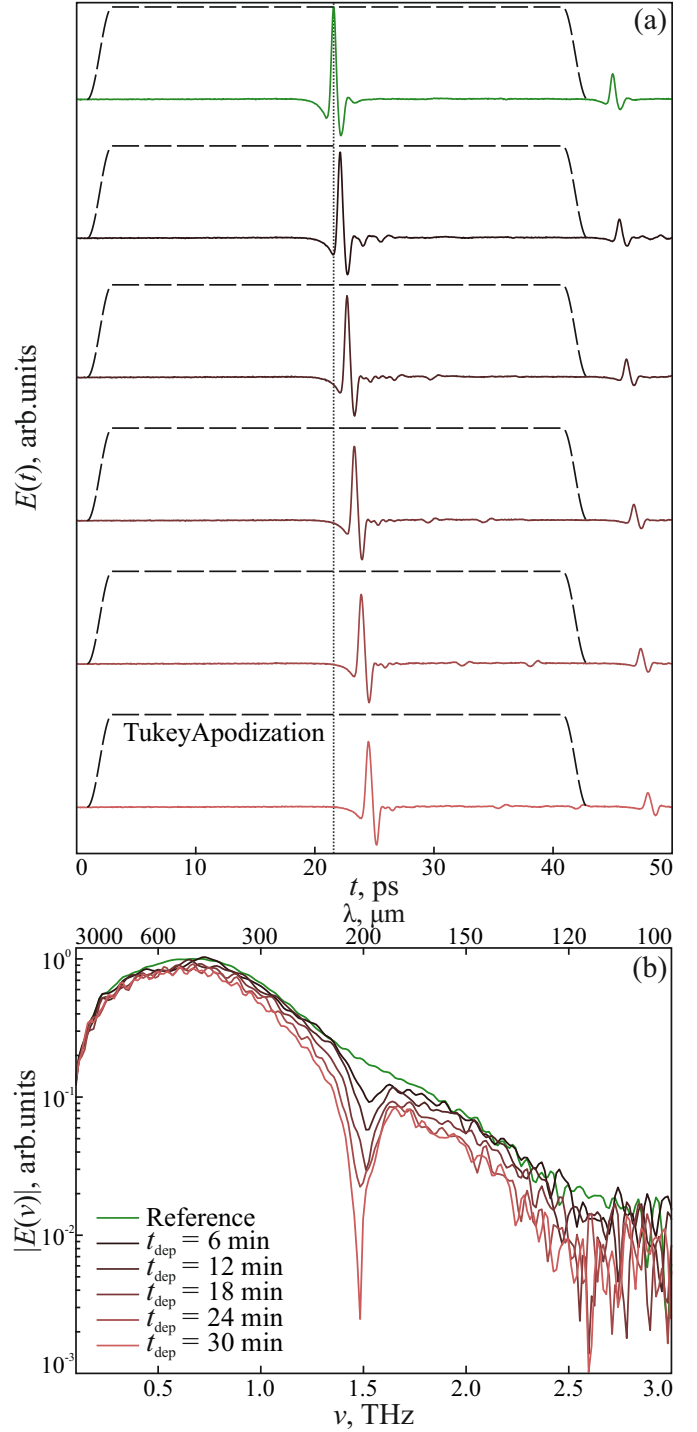 (a)
E(t), arb.units
TukeyApodization
0 10 20 30 40 50
t, ps
λ, μm
3000 600 300 200 150 120 100
(b)
10⁰
10⁻¹
10⁻²
10⁻³
|E(ν)|, arb.units
Reference
t_dep = 6 min
t_dep = 12 min
t_dep = 18 min
t_dep = 24 min
t_dep = 30 min
0.5 1.0 1.5 2.0 2.5 3.0
ν, THz